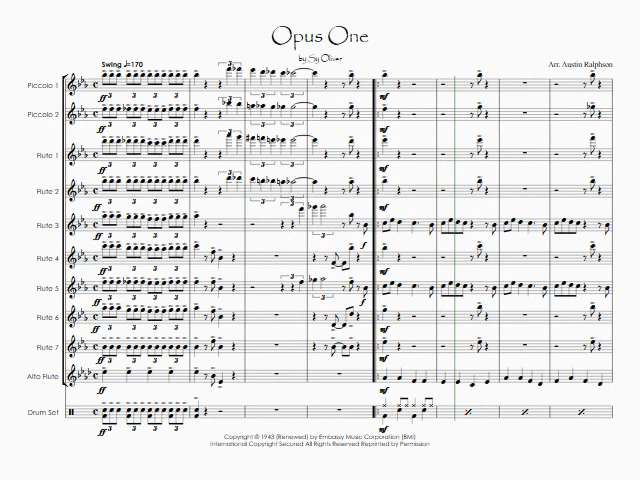 Opus One
by Sy Oliver
Swing ♩=170
Arr. Austin Ralphson
Piccolo 1
Piccolo 2
Flute 1
Flute 2
Flute 3
Flute 4
Flute 5
Flute 6
Flute 7
Alto Flute
Drum Set
Copyright © 1943 (Renewed) by Embassy Music Corporation (BMI)
International Copyright Secured All Rights Reserved Reprinted by Permission